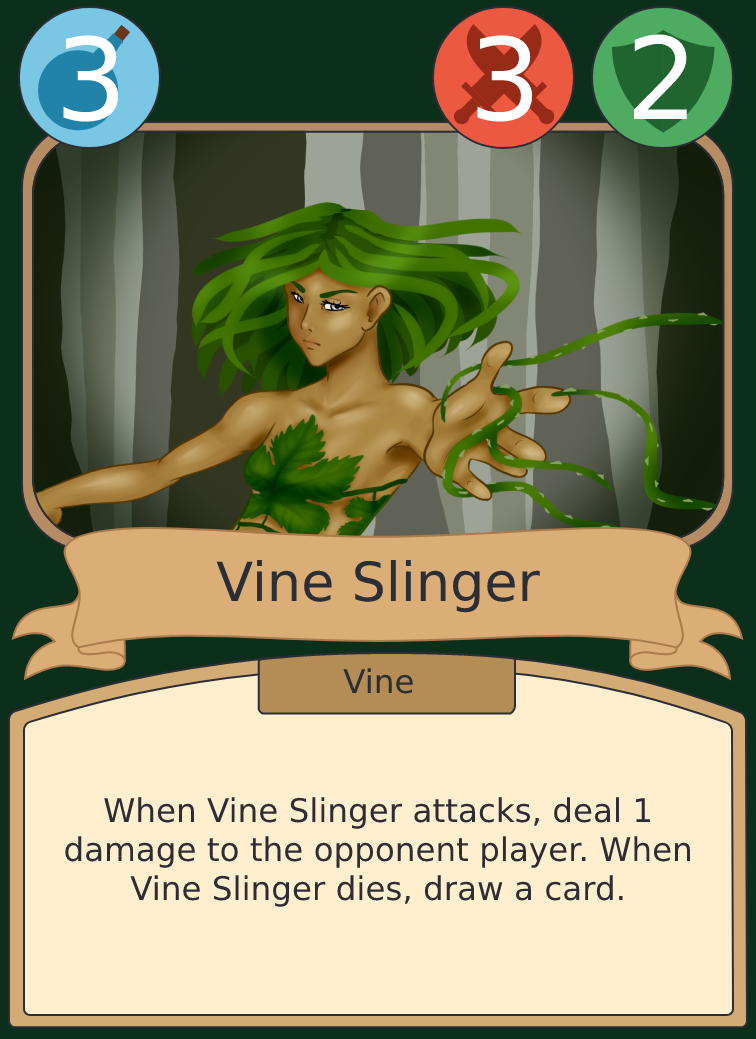 3 3 2
Vine Slinger
Vine
When Vine Slinger attacks, deal 1
damage to the opponent player. When
Vine Slinger dies, draw a card.